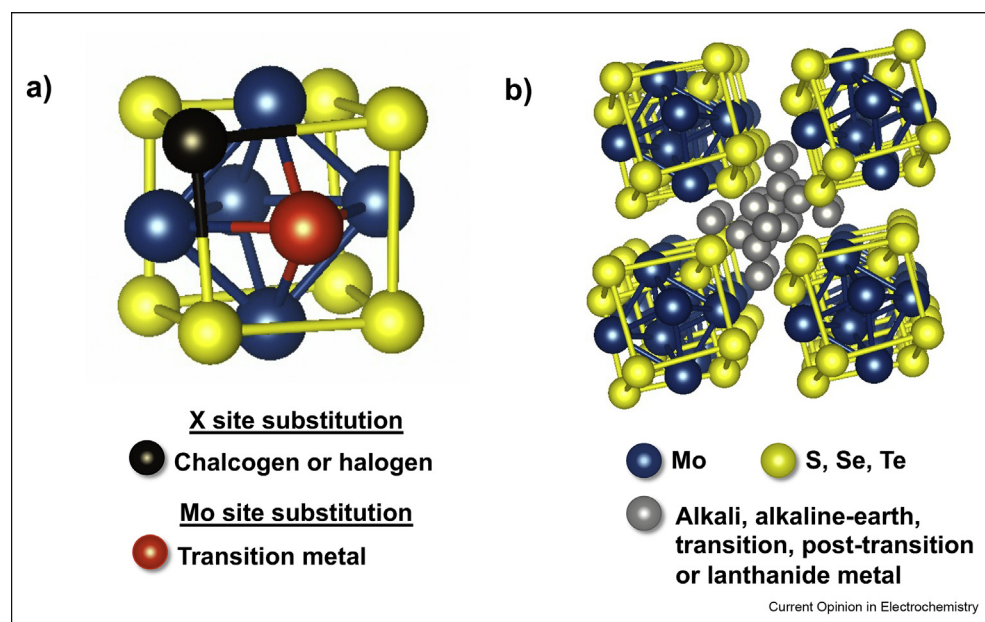 a)
b)
X site substitution
Chalcogen or halogen
Mo site substitution
Transition metal
Mo
S, Se, Te
Alkali, alkaline-earth,
transition, post-transition
or lanthanide metal
Current Opinion in Electrochemistry